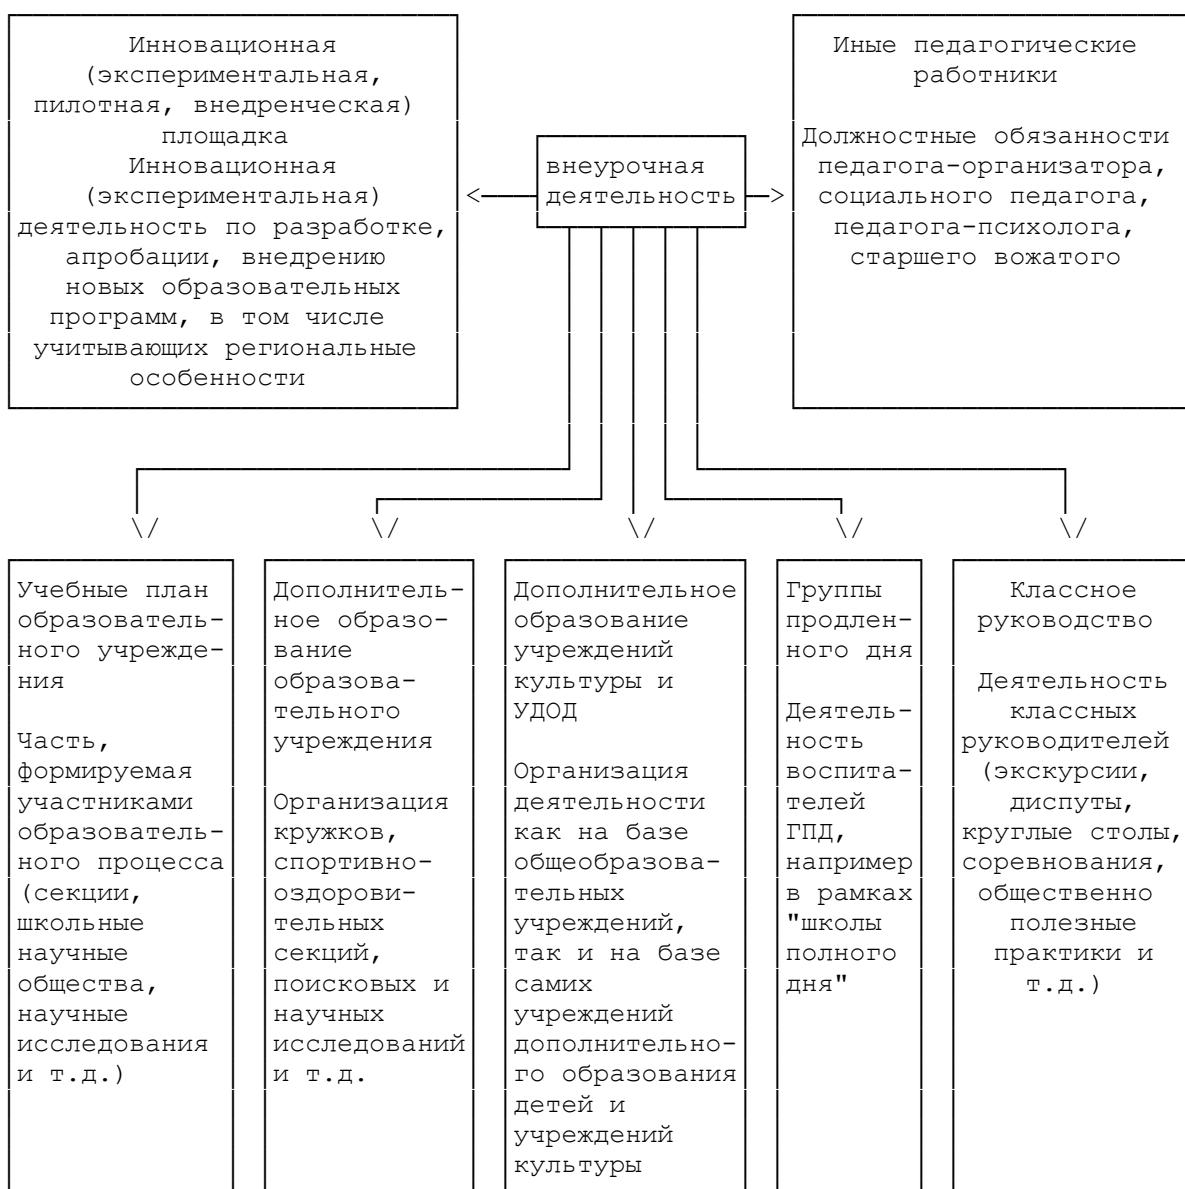 Инновационная
(экспериментальная,
пилотная, внедренческая)
площадка
Инновационная
(экспериментальная)
деятельность по разработке,
апробации, внедрению
новых образовательных
программ, в том числе
учитывающих региональные
особенности
внеурочная
деятельность
Иные педагогические
работники
Должностные обязанности
педагога-организатора,
социального педагога,
педагога-психолога,
старшего вожатого
Учебные план
образователь-
ного учрежде-
ния
Часть,
формируемая
участниками
образователь-
ного процесса
(секции,
школьные
научные
общества,
научные
исследования
и т.д.)
Дополнитель-
ное образо-
вание
образова-
тельного
учреждения
Организация
кружков,
спортивно-
оздорови-
тельных
секций,
поисковых и
научных
исследований
и т.д.
Дополнительное
образование
учреждений
культуры и
УДОД
Организация
деятельности
как на базе
общеобразова-
тельных
учреждений,
так и на базе
самих
учреждений
дополнительно-
го образования
детей и
учреждений
культуры
Группы
продлен-
ного дня
Деятель-
ность
воспита-
телей
ГПД,
например
в рамках
"школы
полного
дня"
Классное
руководство
Деятельность
классных
руководителей
(экскурсии,
диспуты,
круглые столы,
соревнования,
общественно
полезные
практики и
т.д.)